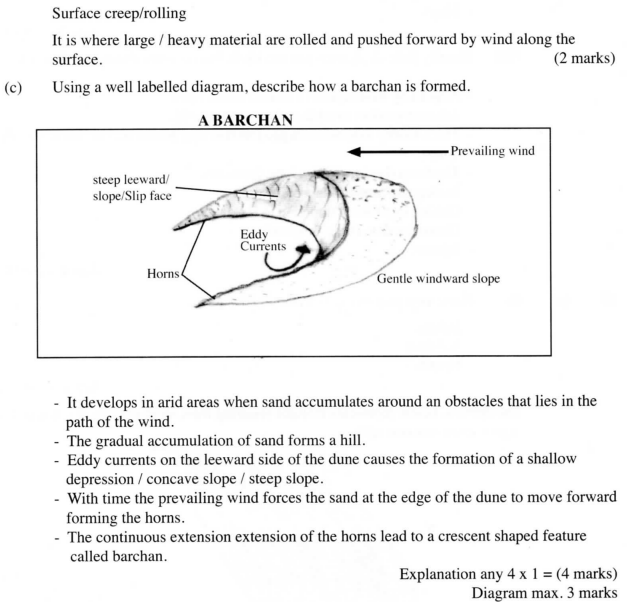 Surface creep/rolling
It is where large / heavy material are rolled and pushed forward by wind along the
surface. (2 marks)
(c) Using a well labelled diagram, describe how a barchan is formed.
A BARCHAN
Prevailing wind
steep leeward/
slope/Slip face
Eddy
Currents
Horns
Gentle windward slope
- It develops in arid areas when sand accumulates around an obstacles that lies in the
path of the wind.
- The gradual accumulation of sand forms a hill.
- Eddy currents on the leeward side of the dune causes the formation of a shallow
depression / concave slope / steep slope.
- With time the prevailing wind forces the sand at the edge of the dune to move forward
forming the horns.
- The continuous extension extension of the horns lead to a crescent shaped feature
called barchan.
Explanation any 4 x 1 = (4 marks)
Diagram max. 3 marks